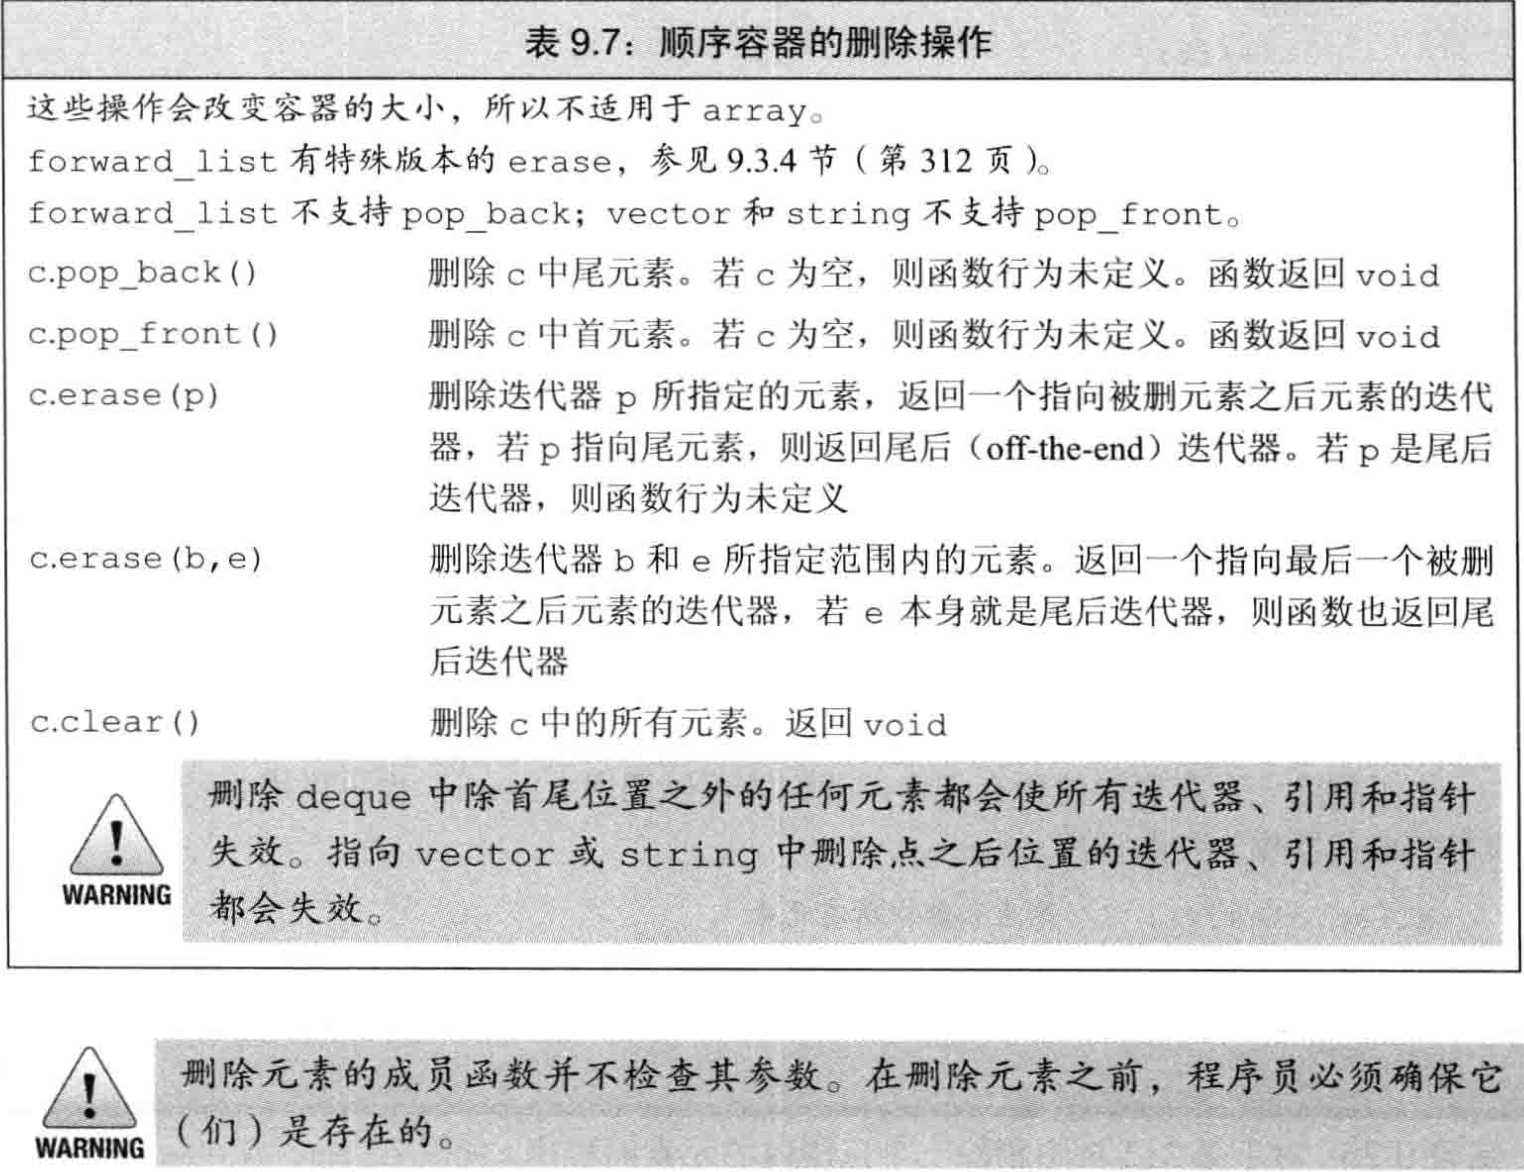 表 9.7：顺序容器的删除操作
这些操作会改变容器的大小，所以不适用于 array。
forward_list 有特殊版本的 erase，参见 9.3.4 节（第 312 页）。
forward_list 不支持 pop_back；vector 和 string 不支持 pop_front。
c.pop_back() 删除 c 中尾元素。若 c 为空，则函数行为未定义。函数返回 void
c.pop_front() 删除 c 中首元素。若 c 为空，则函数行为未定义。函数返回 void
c.erase(p) 删除迭代器 p 所指定的元素，返回一个指向被删元素之后元素的迭代
器，若 p 指向尾元素，则返回尾后（off-the-end）迭代器。若 p 是尾后
迭代器，则函数行为未定义
c.erase(b,e) 删除迭代器 b 和 e 所指定范围内的元素。返回一个指向最后一个被删
元素之后元素的迭代器，若 e 本身就是尾后迭代器，则函数也返回尾
后迭代器
c.clear() 删除 c 中的所有元素。返回 void
删除 deque 中除首尾位置之外的任何元素都会使所有迭代器、引用和指针
失效。指向 vector 或 string 中删除点之后位置的迭代器、引用和指针
都会失效。
WARNING
删除元素的成员函数并不检查其参数。在删除元素之前，程序员必须确保它
（们）是存在的。
WARNING